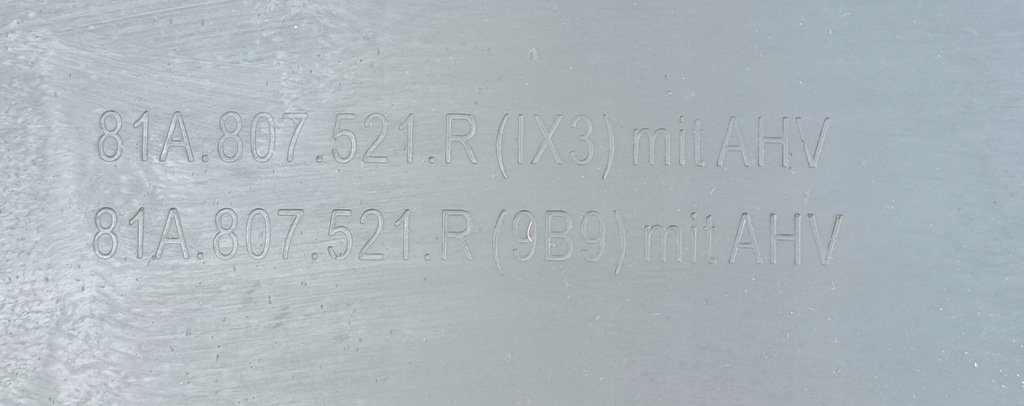 81A.807.521.R (IX3) mit AHV
81A.807.521.R (9B9) mit AHV